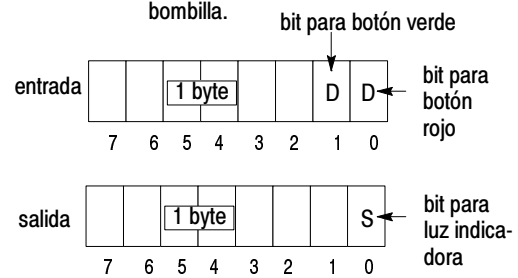 bombilla.
bit para botón verde
entrada
1 byte
D D
bit para
botón
rojo
7 6 5 4 3 2 1 0
salida
1 byte
S
bit para
luz indica-
dora
7 6 5 4 3 2 1 0